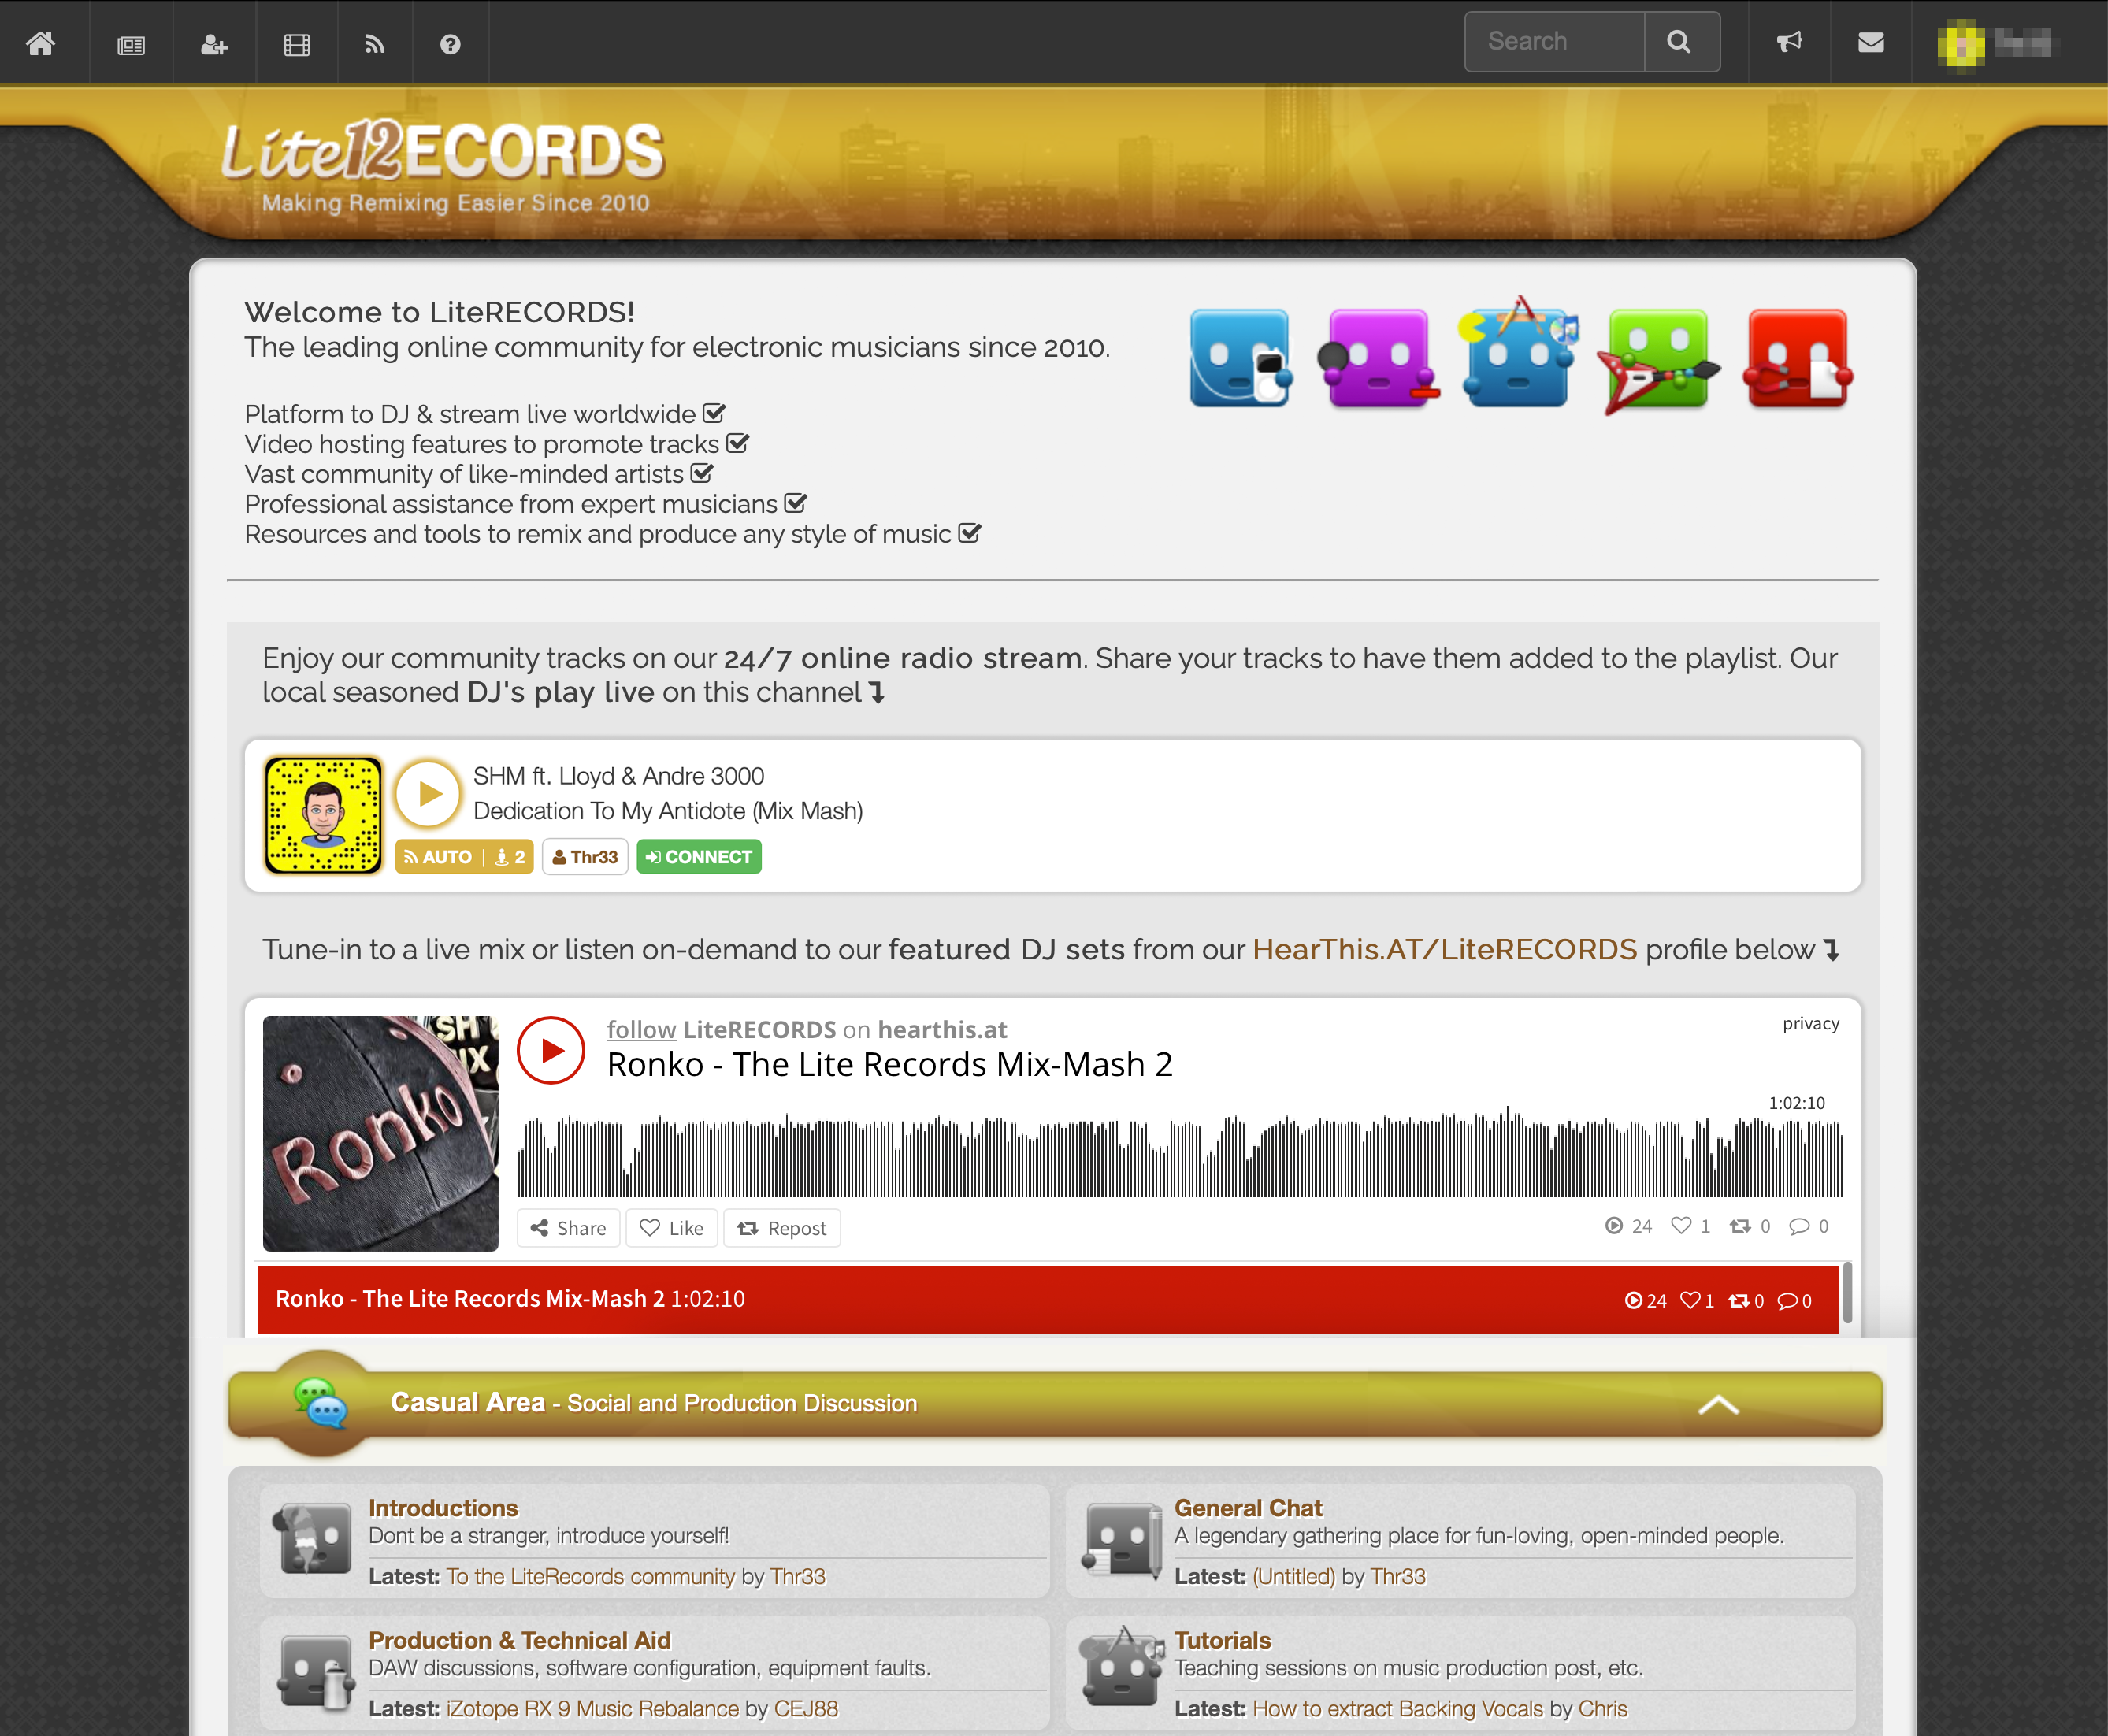 Search
Lite12ECORDS
Making Remixing Easier Since 2010
Welcome to LiteRECORDS!
The leading online community for electronic musicians since 2010.
Platform to DJ & stream live worldwide
Video hosting features to promote tracks
Vast community of like-minded artists
Professional assistance from expert musicians
Resources and tools to remix and produce any style of music
Enjoy our community tracks on our 24/7 online radio stream. Share your tracks to have them added to the playlist. Our
local seasoned DJ's play live on this channel
SHM ft. Lloyd & Andre 3000
Dedication To My Antidote (Mix Mash)
AUTO | 2 Thr33 CONNECT
Tune-in to a live mix or listen on-demand to our featured DJ sets from our HearThis.AT/LiteRECORDS profile below
Ronko
follow LiteRECORDS on hearthis.at
privacy
Ronko - The Lite Records Mix-Mash 2
1:02:10
Share Like Repost
24 1 0 0
Ronko - The Lite Records Mix-Mash 2 1:02:10
24 1 0 0
Casual Area - Social and Production Discussion
Introductions
Dont be a stranger, introduce yourself!
Latest: To the LiteRecords community by Thr33
General Chat
A legendary gathering place for fun-loving, open-minded people.
Latest: (Untitled) by Thr33
Production & Technical Aid
DAW discussions, software configuration, equipment faults.
Latest: iZotope RX 9 Music Rebalance by CEJ88
Tutorials
Teaching sessions on music production post, etc.
Latest: How to extract Backing Vocals by Chris